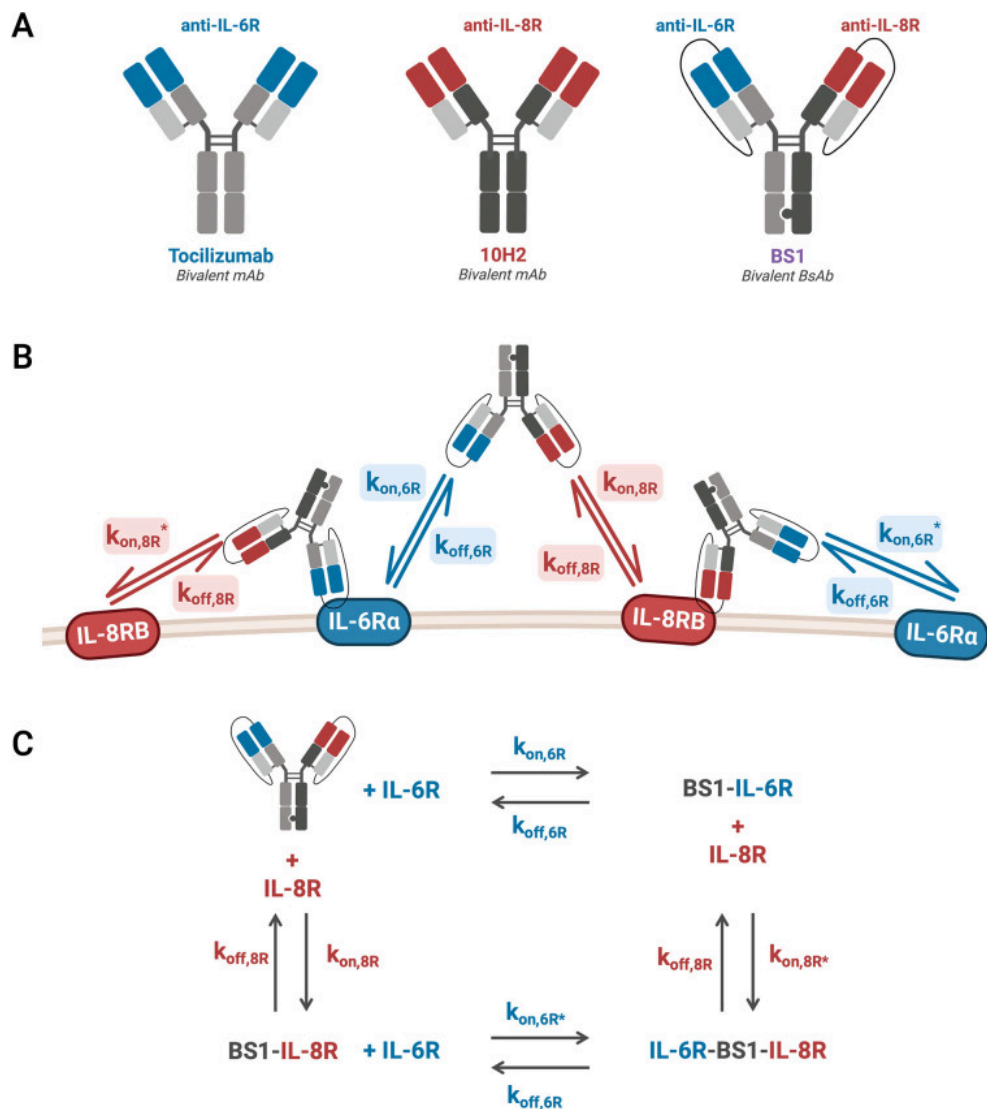 A
anti-IL-6R
anti-IL-8R
anti-IL-6R
anti-IL-8R
Tocilizumab
Bivalent mAb
10H2
Bivalent mAb
BS1
Bivalent BsAb
B
kon,6R
koff,6R
kon,8R
koff,8R
kon,8R*
koff,8R
kon,6R*
koff,6R
IL-8RB
IL-6Rα
IL-8RB
IL-6Rα
C
+ IL-6R
kon,6R
koff,6R
BS1-IL-6R
+
IL-8R
+
IL-8R
koff,8R
kon,8R
koff,8R
kon,8R*
BS1-IL-8R
+ IL-6R
kon,6R*
koff,6R
IL-6R-BS1-IL-8R